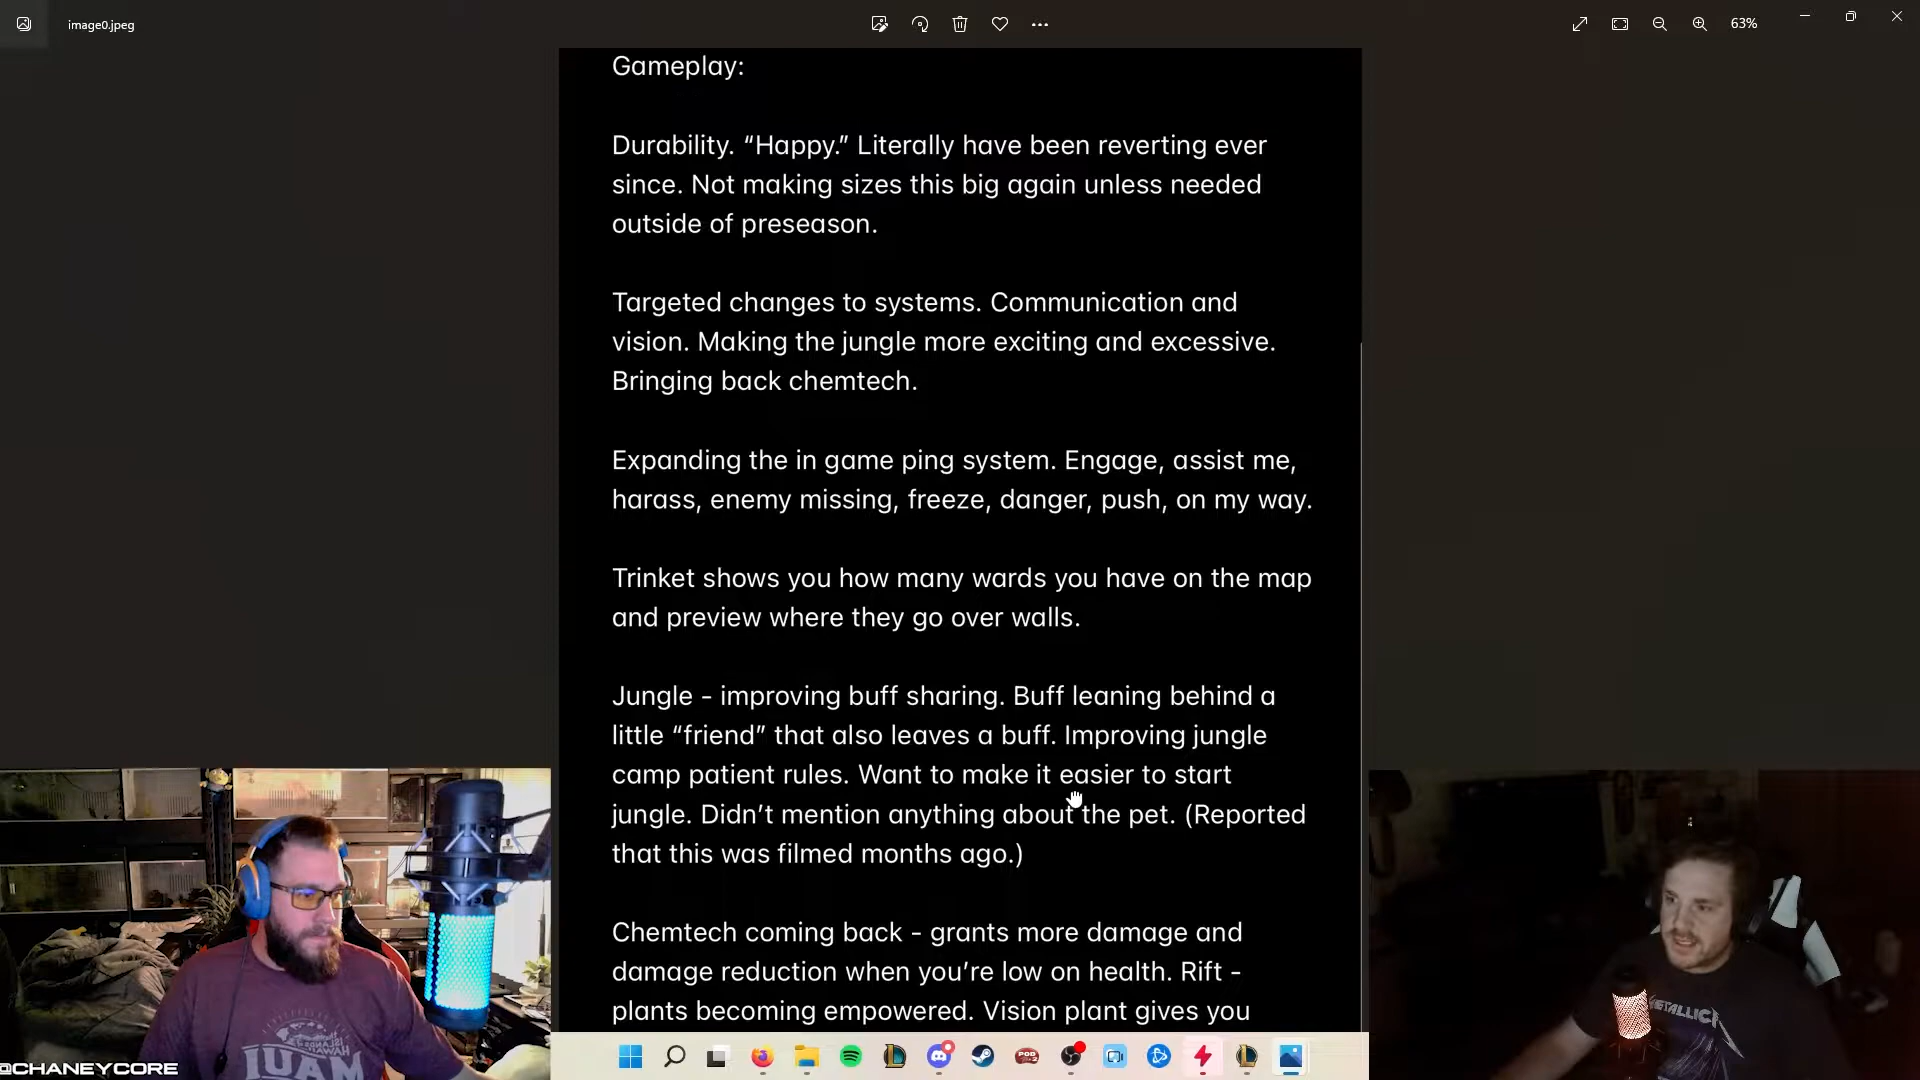 image0.jpeg
63%
Gameplay:
Durability. “Happy.” Literally have been reverting ever
since. Not making sizes this big again unless needed
outside of preseason.
Targeted changes to systems. Communication and
vision. Making the jungle more exciting and excessive.
Bringing back chemtech.
Expanding the in game ping system. Engage, assist me,
harass, enemy missing, freeze, danger, push, on my way.
Trinket shows you how many wards you have on the map
and preview where they go over walls.
Jungle - improving buff sharing. Buff leaning behind a
little “friend” that also leaves a buff. Improving jungle
camp patient rules. Want to make it easier to start
jungle. Didn’t mention anything about the pet. (Reported
that this was filmed months ago.)
Chemtech coming back - grants more damage and
damage reduction when you’re low on health. Rift -
plants becoming empowered. Vision plant gives you
METALLICA
@CHANEYCORE